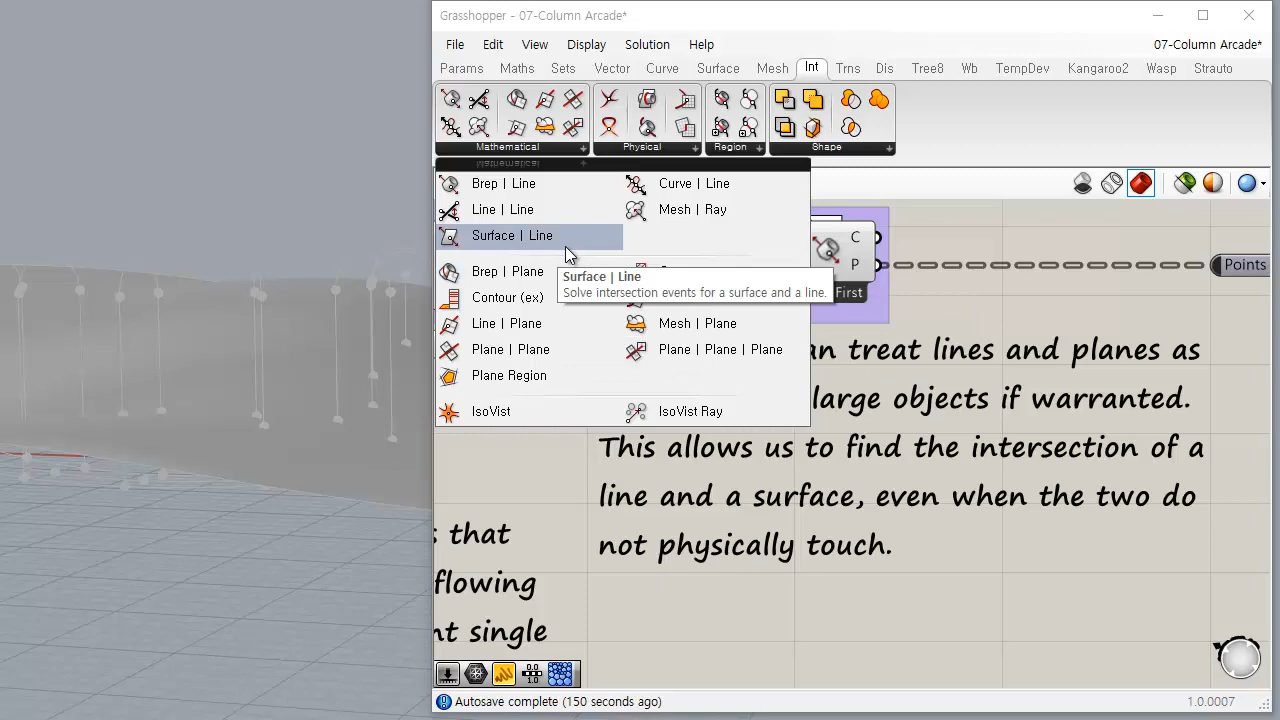 Grasshopper - 07-Column Arcade*
File Edit View Display Solution Help 07-Column Arcade*
Params Maths Sets Vector Curve Surface Mesh Int Trns Dis Tree8 Wb TempDev Kangaroo2 Wasp Strauto
Mathematical Physical Region Shape
Mathematical
Brep | Line Curve | Line
Line | Line Mesh | Ray
Surface | Line
Brep | Plane
Contour (ex)
Line | Plane Mesh | Plane
Plane | Plane Plane | Plane | Plane
Plane Region
IsoVist IsoVist Ray
Surface | Line
Solve intersection events for a surface and a line.
C
P
First
Points
an treat lines and planes as
large objects if warranted.
This allows us to find the intersection of a
line and a surface, even when the two do
not physically touch.
s that
flowing
nt single
Autosave complete (150 seconds ago) 1.0.0007